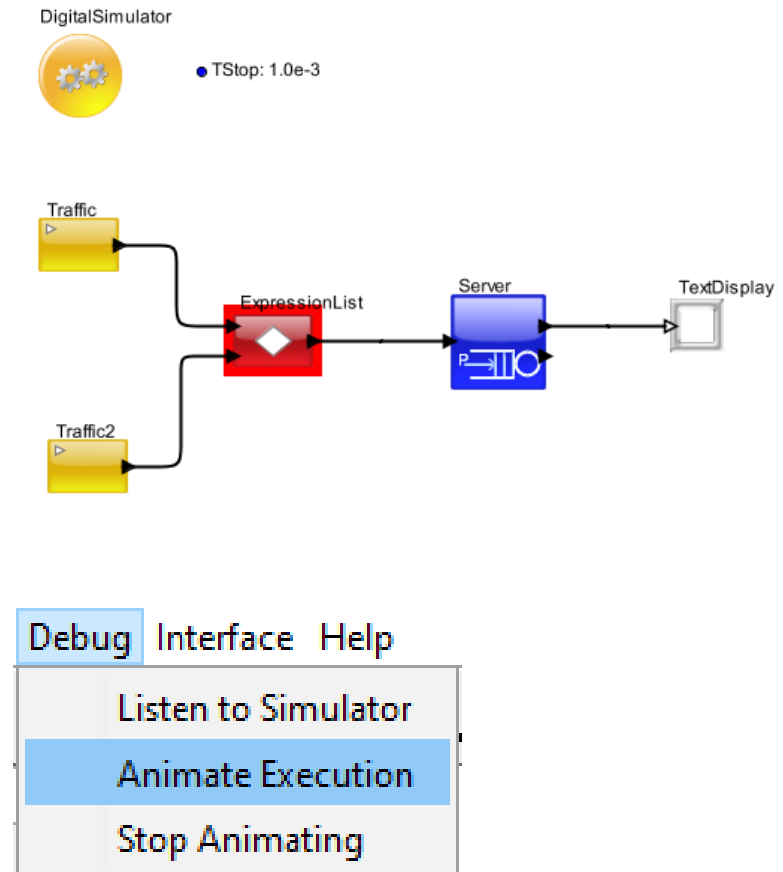 DigitalSimulator
TStop: 1.0e-3
Traffic
ExpressionList
Server
TextDisplay
P
Traffic2
Debug Interface Help
Listen to Simulator
Animate Execution
Stop Animating